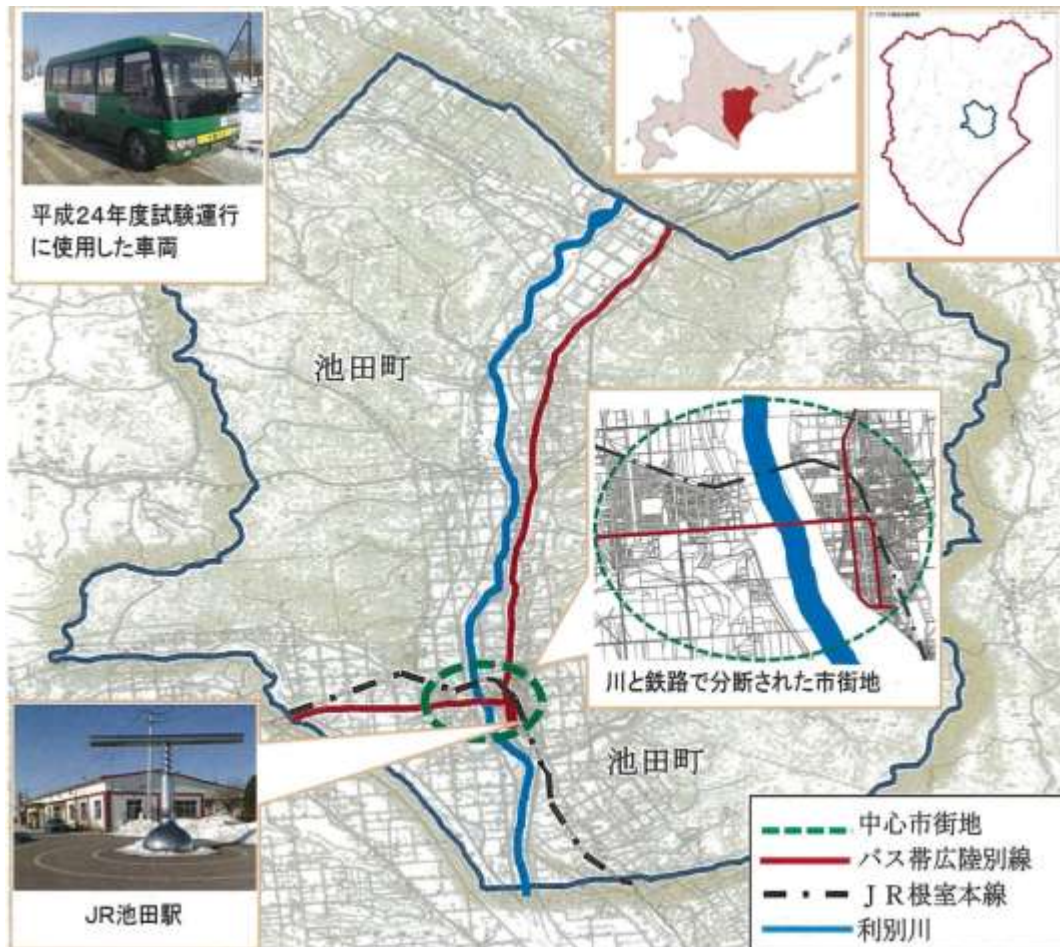 平成24年度試験運行
に使用した車両
池田町
川と鉄路で分断された市街地
池田町
JR池田駅
中心市街地
バス帯広陸別線
JR根室本線
利別川